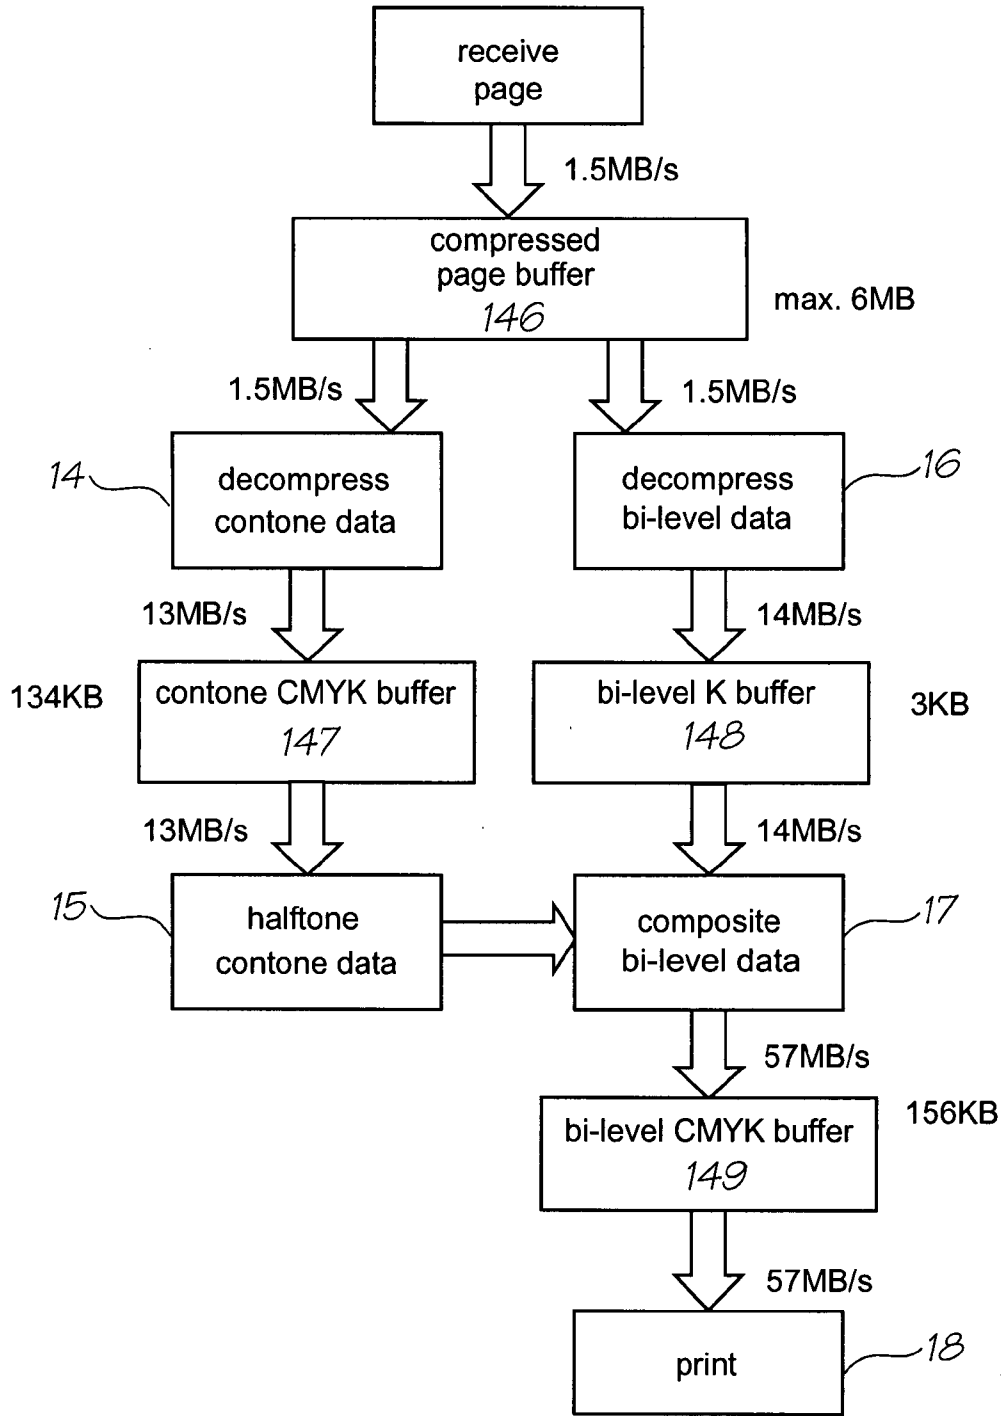 receive
page
1.5MB/s
compressed
page buffer
146
max. 6MB
1.5MB/s
1.5MB/s
14
decompress
contone data
decompress
bi-level data
16
13MB/s
14MB/s
134KB
contone CMYK buffer
147
bi-level K buffer
148
3KB
13MB/s
14MB/s
15
halftone
contone data
composite
bi-level data
17
57MB/s
bi-level CMYK buffer
149
156KB
57MB/s
print
18